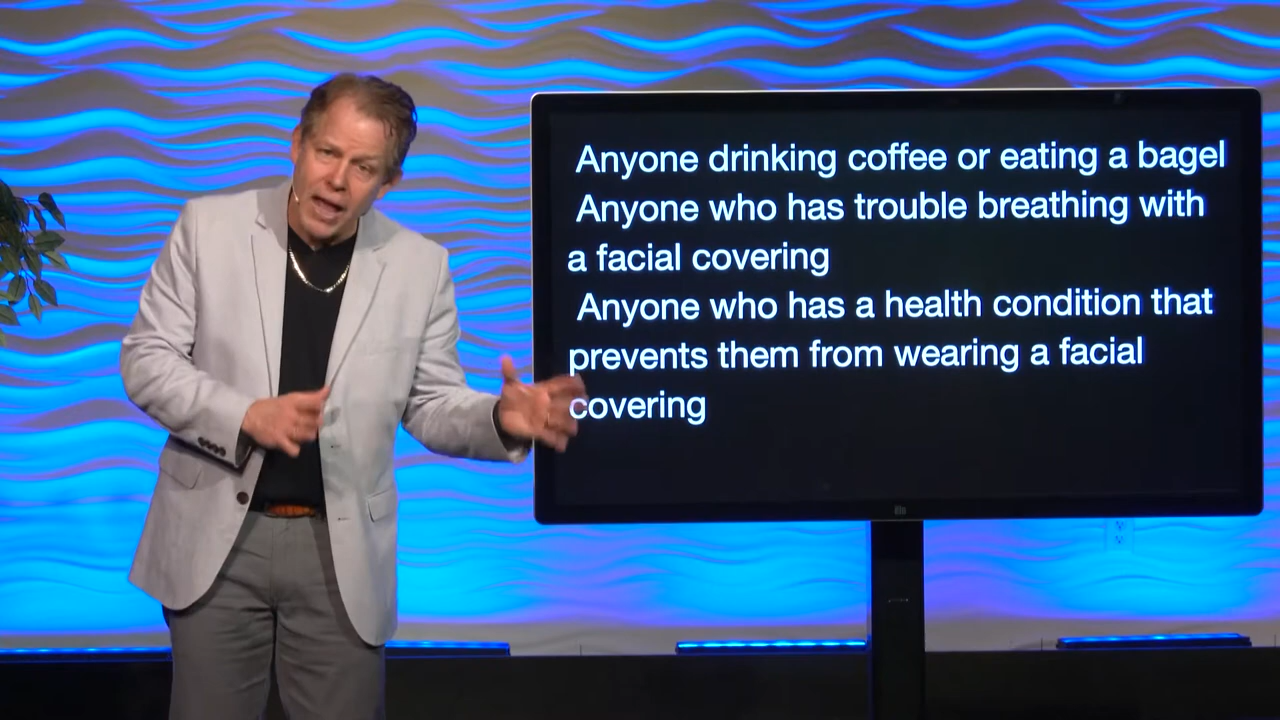 Anyone drinking coffee or eating a bagel
Anyone who has trouble breathing with
a facial covering
Anyone who has a health condition that
prevents them from wearing a facial
covering
elo